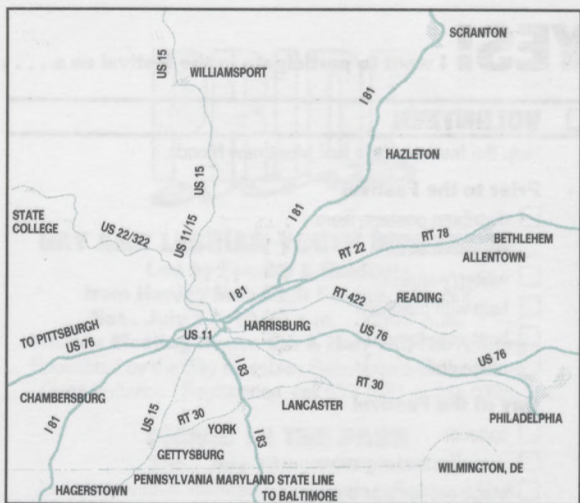 SCRANTON
US 15
WILLIAMSPORT
I 81
HAZLETON
US 15
STATE
COLLEGE
US 22/322
US 11/15
I 81
RT 78
BETHLEHEM
ALLENTOWN
RT 22
I 81
RT 422
READING
TO PITTSBURGH
US 76
US 11
HARRISBURG
US 76
US 76
CHAMBERSBURG
I 81
US 15
RT 30
YORK
I 83
I 83
LANCASTER
RT 30
PHILADELPHIA
GETTYSBURG
WILMINGTON, DE
HAGERSTOWN
PENNSYLVANIA MARYLAND STATE LINE
TO BALTIMORE